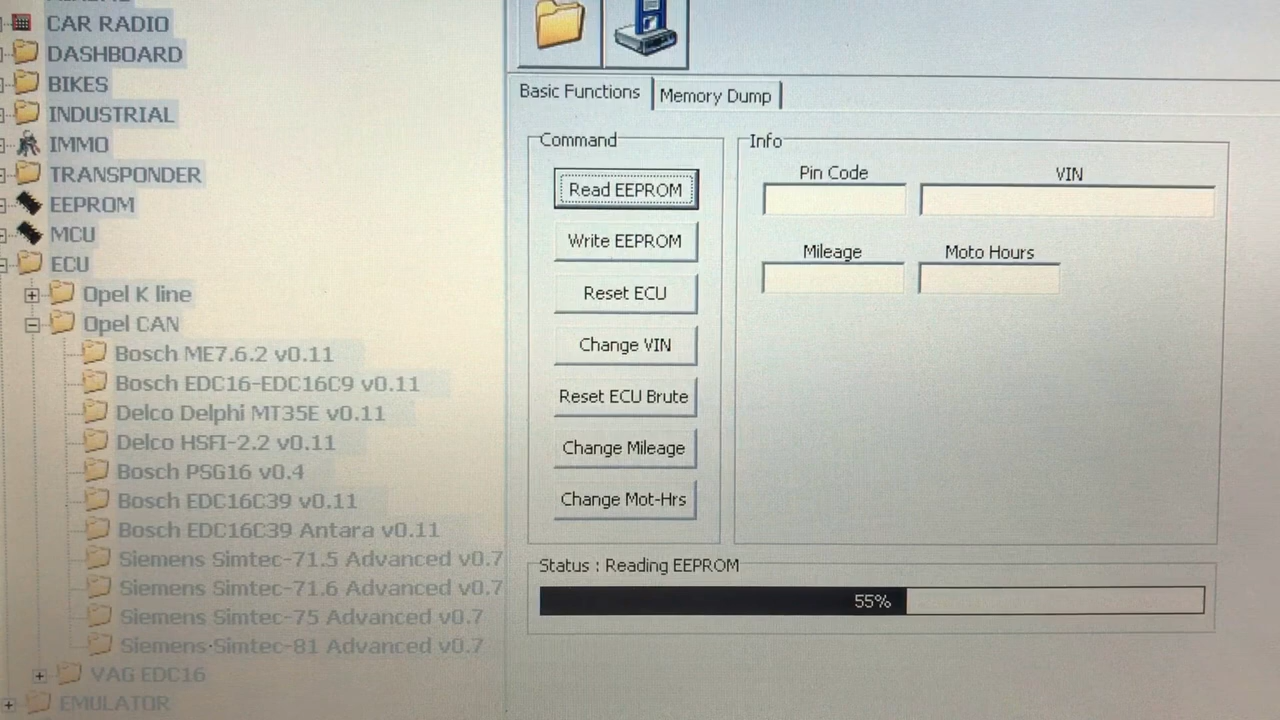 CAR RADIO
DASHBOARD
BIKES
INDUSTRIAL
IMMO
TRANSPONDER
EEPROM
MCU
ECU
Opel K line
Opel CAN
Bosch ME7.6.2 v0.11
Bosch EDC16-EDC16C9 v0.11
Delco Delphi MT35E v0.11
Delco HSFI-2.2 v0.11
Bosch PSG16 v0.4
Bosch EDC16C39 v0.11
Bosch EDC16C39 Antara v0.11
Siemens Simtec-71.5 Advanced v0.7
Siemens Simtec-71.6 Advanced v0.7
Siemens Simtec-75 Advanced v0.7
Siemens Simtec-81 Advanced v0.7
VAG EDC16
EMULATOR
Basic Functions
Memory Dump
Command
Read EEPROM
Write EEPROM
Reset ECU
Change VIN
Reset ECU Brute
Change Mileage
Change Mot-Hrs
Info
Pin Code
VIN
Mileage
Moto Hours
Status : Reading EEPROM
55%